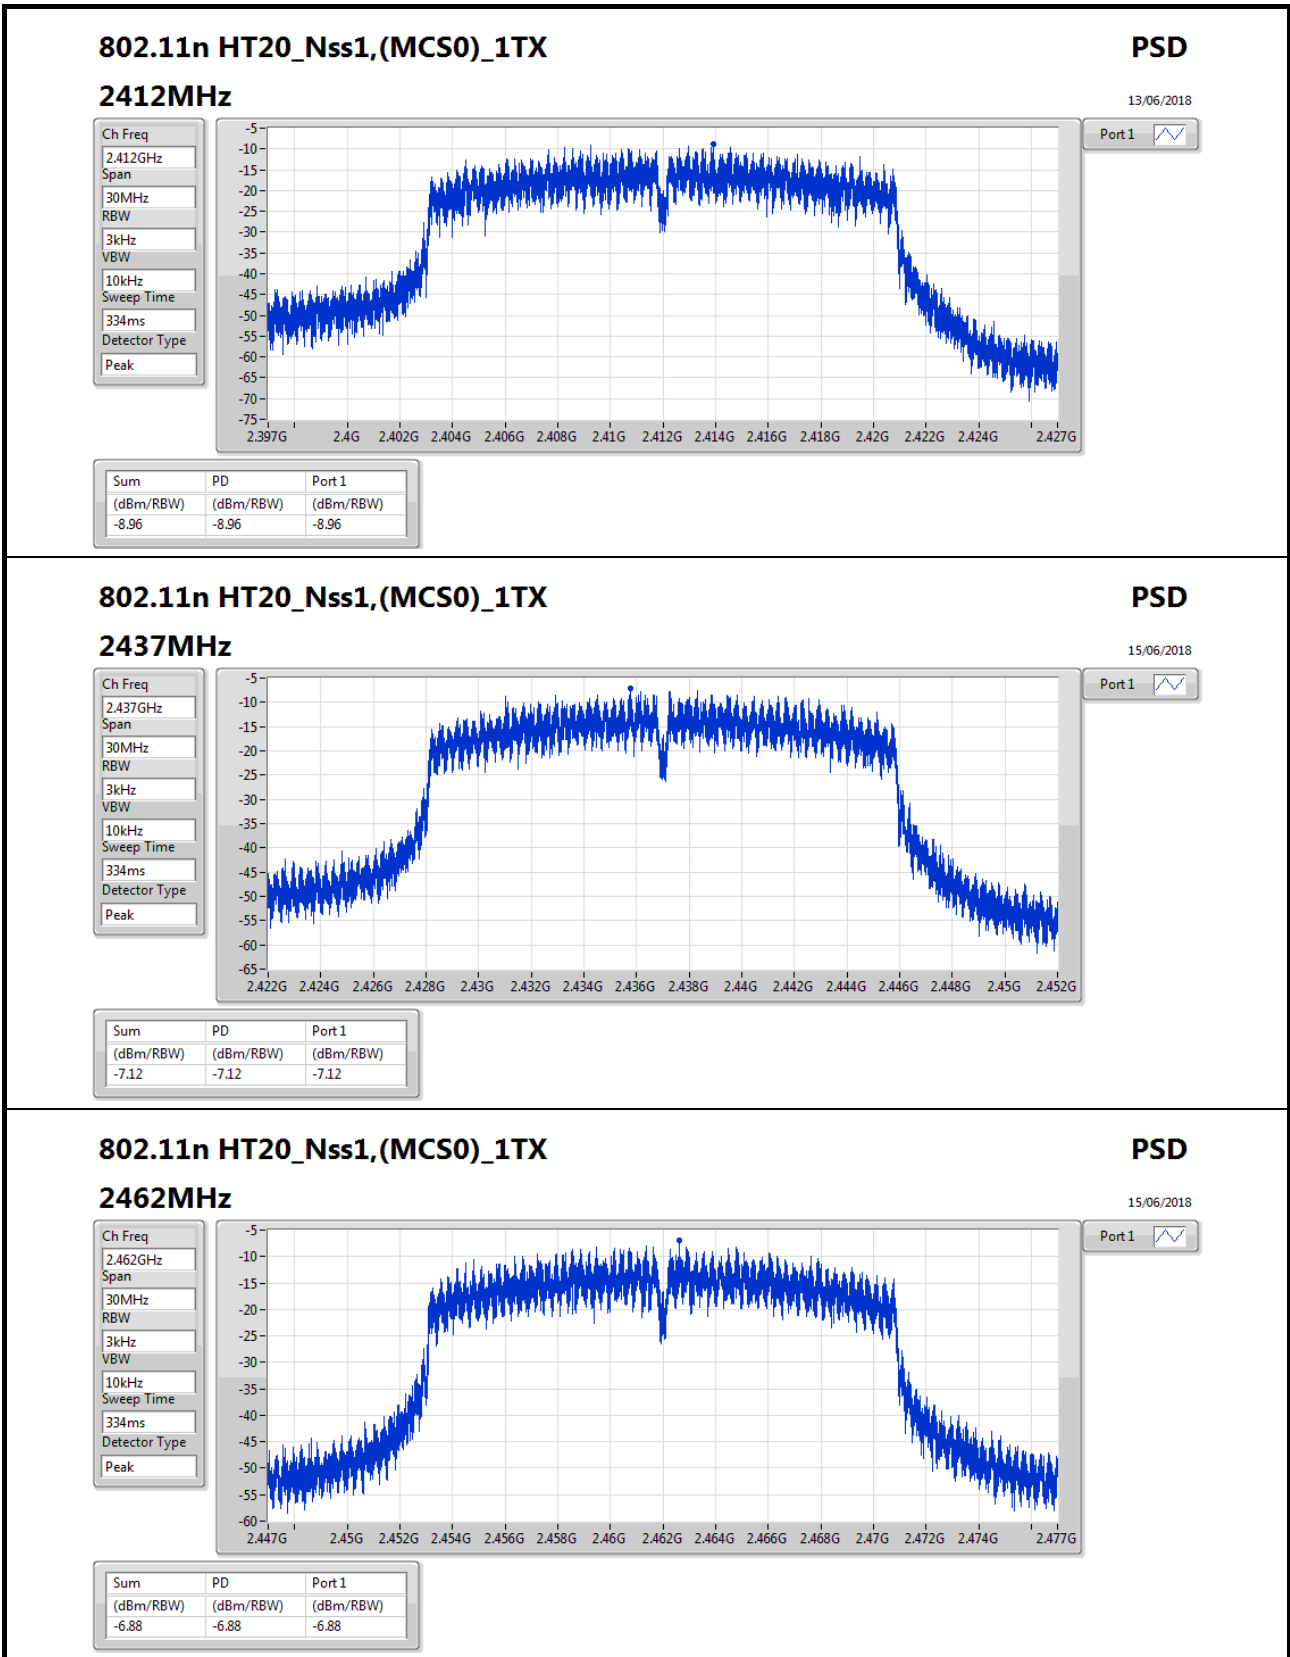 802.11n HT20_Nss1,(MCS0)_1TX
PSD
2412MHz
13/06/2018
Ch Freq
2.412GHz
Span
30MHz
RBW
3kHz
VBW
10kHz
Sweep Time
334ms
Detector Type
Peak
-5
-10
-15
-20
-25
-30
-35
-40
-45
-50
-55
-60
-65
-70
-75
2.397G 2.4G 2.402G 2.404G 2.406G 2.408G 2.41G 2.412G 2.414G 2.416G 2.418G 2.42G 2.422G 2.424G 2.427G
Port 1
Sum PD Port 1
(dBm/RBW) (dBm/RBW) (dBm/RBW)
-8.96 -8.96 -8.96
802.11n HT20_Nss1,(MCS0)_1TX
PSD
2437MHz
15/06/2018
Ch Freq
2.437GHz
Span
30MHz
RBW
3kHz
VBW
10kHz
Sweep Time
334ms
Detector Type
Peak
-5
-10
-15
-20
-25
-30
-35
-40
-45
-50
-55
-60
-65
2.422G 2.424G 2.426G 2.428G 2.43G 2.432G 2.434G 2.436G 2.438G 2.44G 2.442G 2.444G 2.446G 2.448G 2.45G 2.452G
Port 1
Sum PD Port 1
(dBm/RBW) (dBm/RBW) (dBm/RBW)
-7.12 -7.12 -7.12
802.11n HT20_Nss1,(MCS0)_1TX
PSD
2462MHz
15/06/2018
Ch Freq
2.462GHz
Span
30MHz
RBW
3kHz
VBW
10kHz
Sweep Time
334ms
Detector Type
Peak
-5
-10
-15
-20
-25
-30
-35
-40
-45
-50
-55
-60
2.447G 2.45G 2.452G 2.454G 2.456G 2.458G 2.46G 2.462G 2.464G 2.466G 2.468G 2.47G 2.472G 2.474G 2.477G
Port 1
Sum PD Port 1
(dBm/RBW) (dBm/RBW) (dBm/RBW)
-6.88 -6.88 -6.88